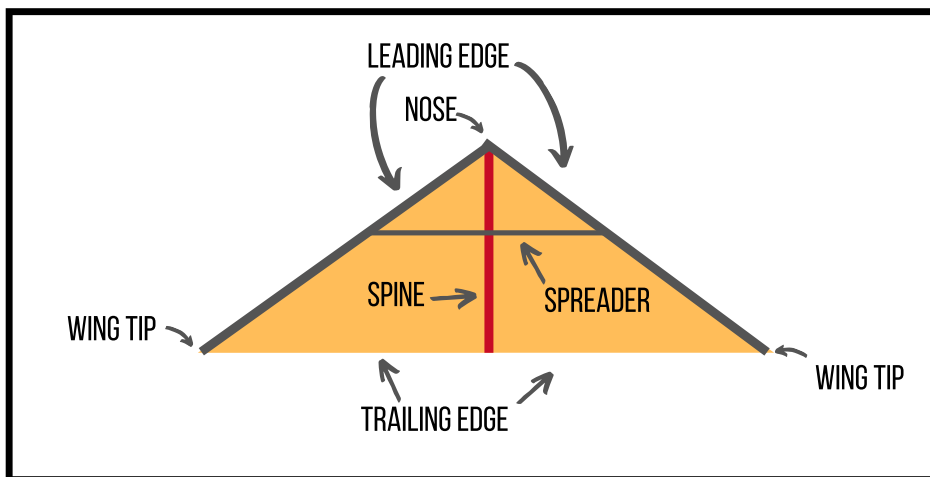 LEADING EDGE
NOSE
SPINE
SPREADER
WING TIP
WING TIP
TRAILING EDGE